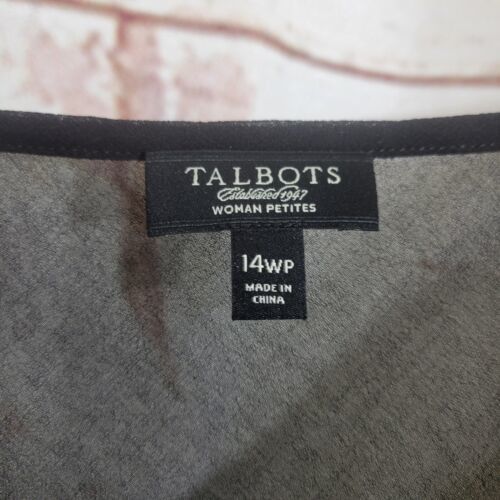 TALBOTS
Established 1947
WOMAN PETITES
14WP
MADE IN
CHINA